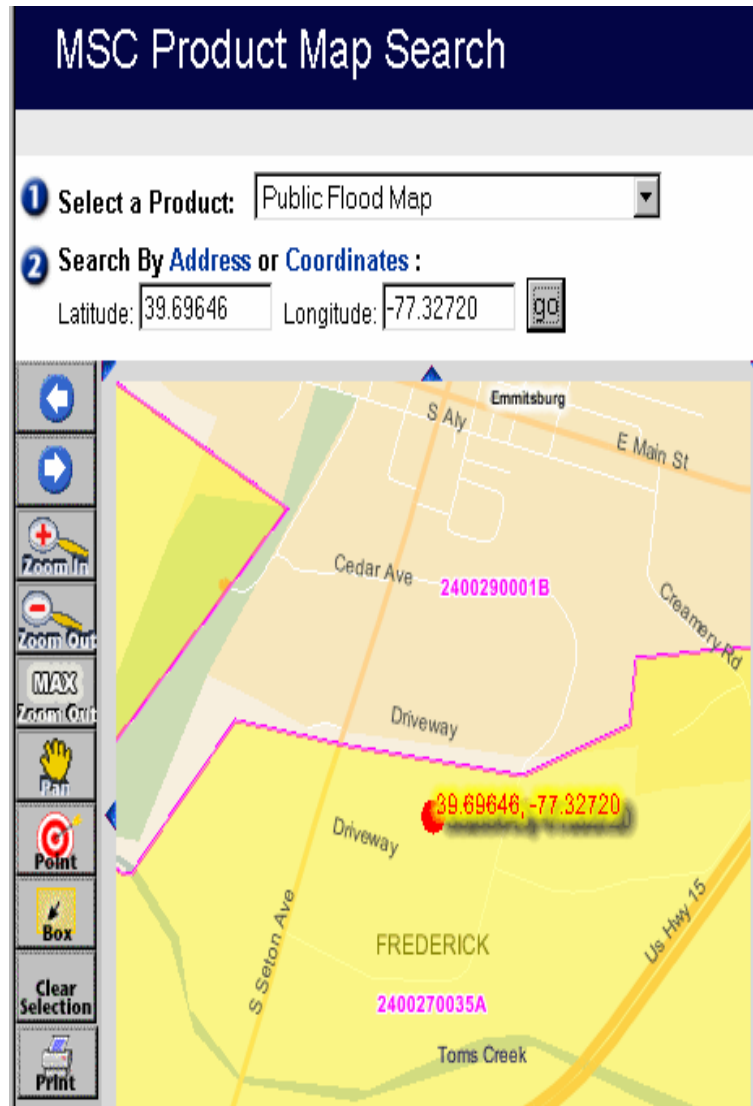 MSC Product Map Search
1 Select a Product: Public Flood Map
2 Search By Address or Coordinates :
Latitude: 39.69646 Longitude: -77.32720 go
Emmitsburg
S Aly
E Main St
Zoom In
Cedar Ave
2400290001B
Creamery Rd
Zoom Out
MAX
Zoom Out
Driveway
Pan
39.69646, -77.32720
Driveway
Point
Box
S Seton Ave
Us Hwy 15
FREDERICK
Clear
Selection
2400270035A
Toms Creek
Print